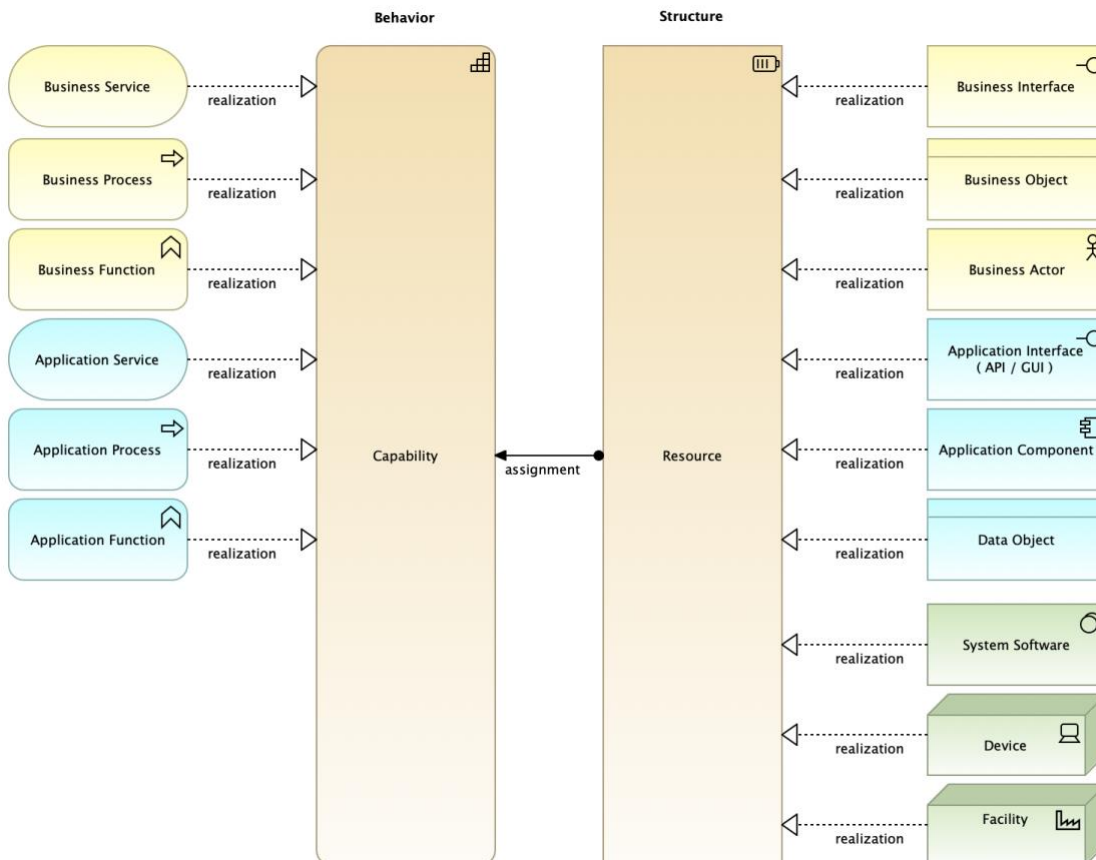 Behavior
Structure
Business Service
realization
realization
Business Interface
Business Process
realization
realization
Business Object
Business Function
realization
realization
Business Actor
Application Service
realization
realization
Application Interface
( API / GUI )
Application Process
realization
Capability
assignment
Resource
realization
Application Component
Application Function
realization
realization
Data Object
realization
System Software
realization
Device
realization
Facility